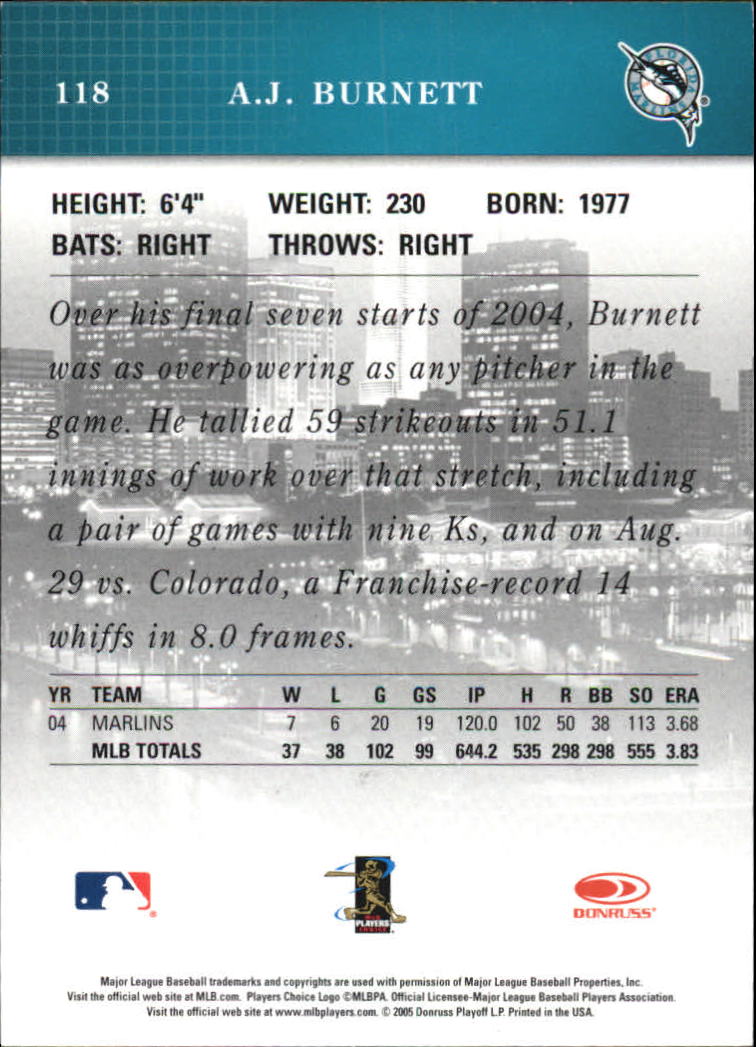 118 A.J. BURNETT
FLORIDA MARLINS ®
HEIGHT: 6'4" WEIGHT: 230 BORN: 1977
BATS: RIGHT THROWS: RIGHT
Over his final seven starts of 2004, Burnett
was as overpowering as any pitcher in the
game. He tallied 59 strikeouts in 51.1
innings of work over that stretch, including
a pair of games with nine Ks, and on Aug.
29 vs. Colorado, a Franchise-record 14
whiffs in 8.0 frames.
YR TEAM W L G GS IP H R BB SO ERA
04 MARLINS 7 6 20 19 120.0 102 50 38 113 3.68
MLB TOTALS 37 38 102 99 644.2 535 298 298 555 3.83
PLAYERS
CHOICE
DONRUSS®
Major League Baseball trademarks and copyrights are used with permission of Major League Baseball Properties, Inc.
Visit the official web site at MLB.com. Players Choice Logo ©MLBPA. Official Licensee-Major League Baseball Players Association.
Visit the official web site at www.mlbplayers.com. © 2005 Donruss Playoff L.P. Printed in the USA.